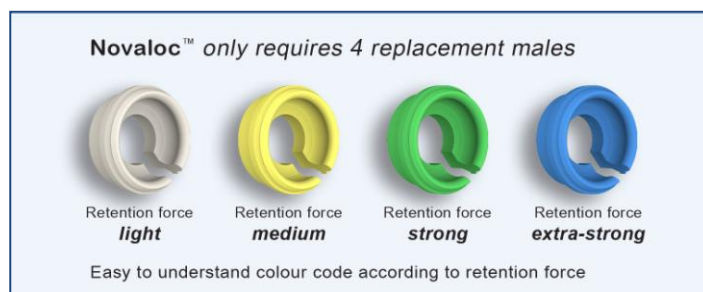 Novaloc™ only requires 4 replacement males
Retention force
light
Retention force
medium
Retention force
strong
Retention force
extra-strong
Easy to understand colour code according to retention force